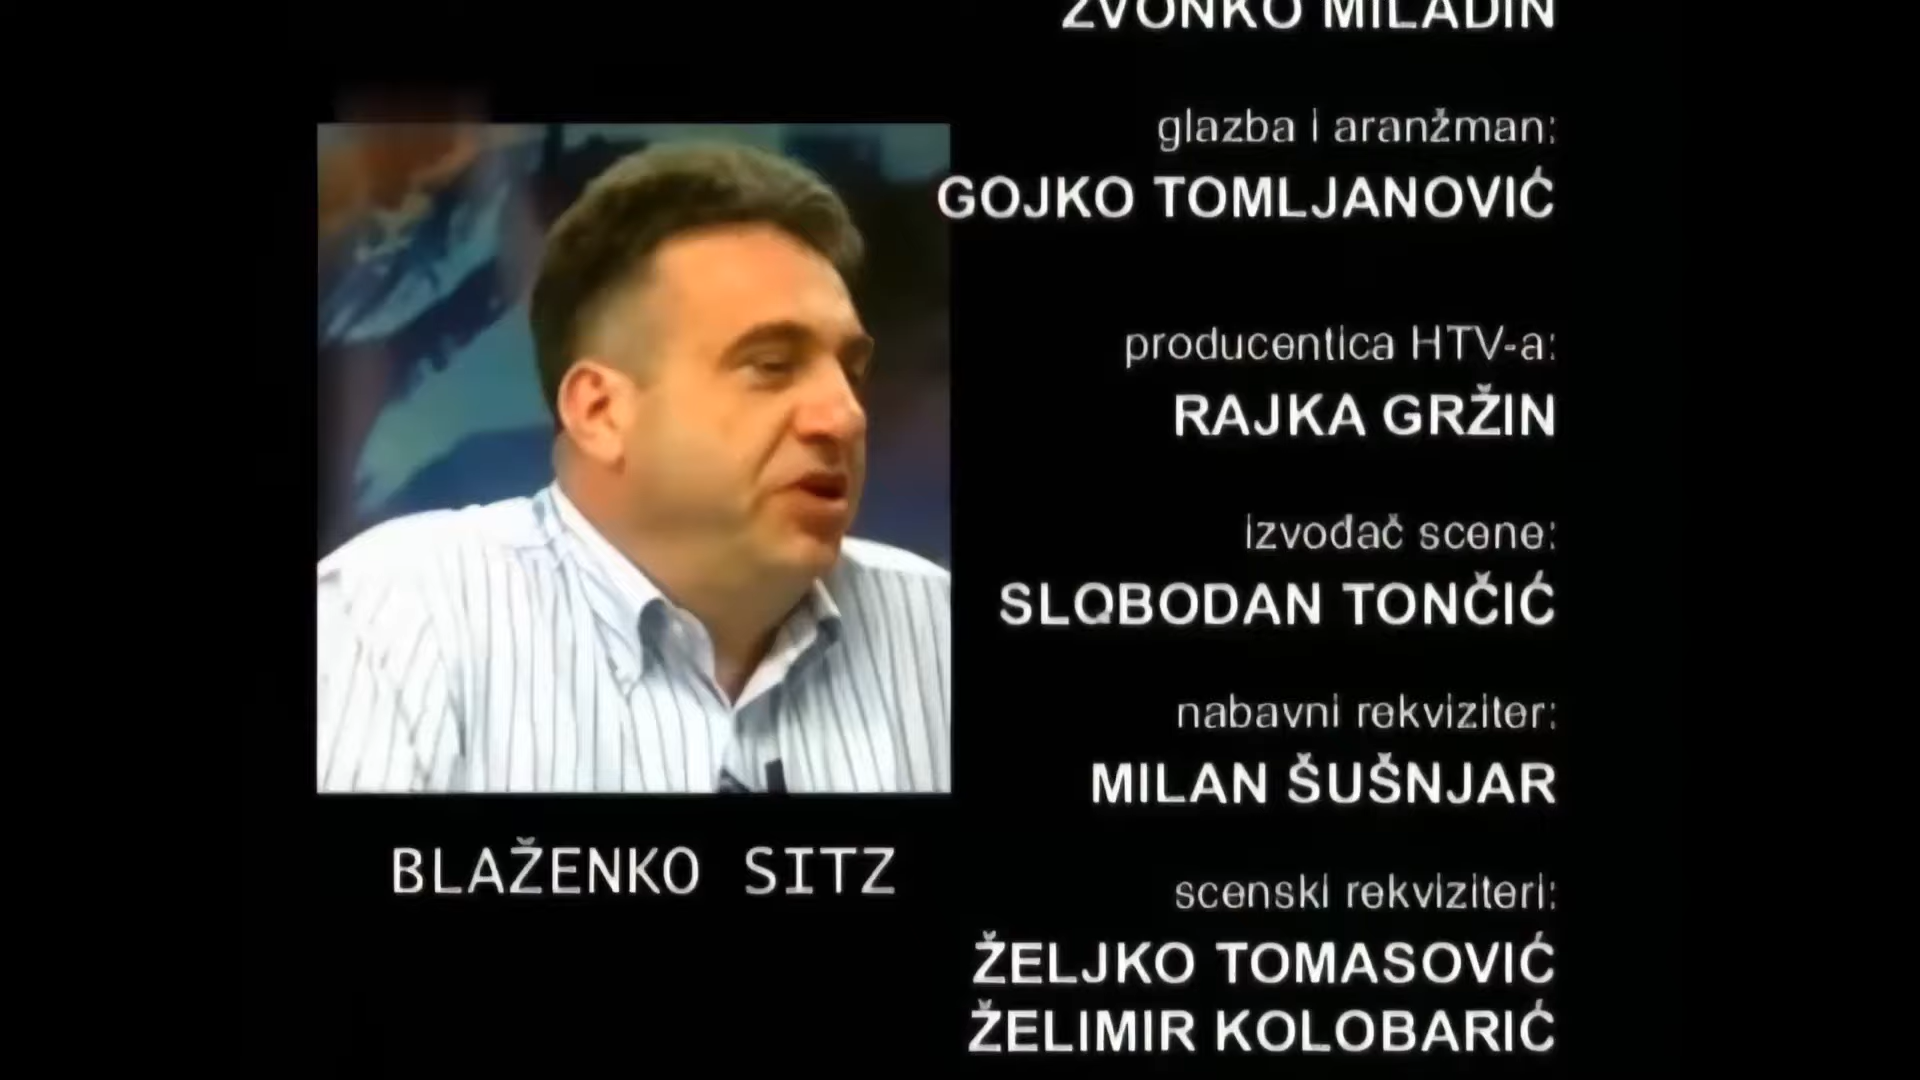 ZVONKO MILADIN
glazba i aranžman:
GOJKO TOMLJANOVIĆ
producentica HTV-a:
RAJKA GRŽIN
izvođač scene:
SLOBODAN TONČIĆ
nabavni rekviziter:
MILAN ŠUŠNJAR
scenski rekviziteri:
ŽELJKO TOMASOVIĆ
ŽELIMIR KOLOBARIĆ
BLAŽENKO SITZ